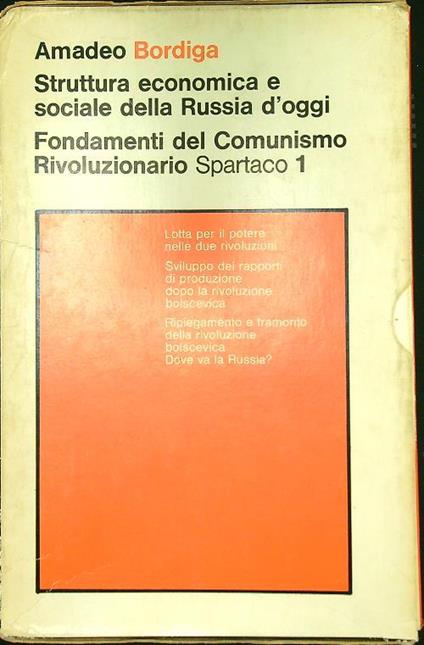 Amadeo Bordiga
Struttura economica e
sociale della Russia d'oggi
Fondamenti del Comunismo
Rivoluzionario Spartaco 1
Lotta per il potere
nelle due rivoluzioni
Sviluppo dei rapporti
di produzione
dopo la rivoluzione
bolscevica
Ripiegamento e tramonto
della rivoluzione
bolscevica
Dove va la Russia?